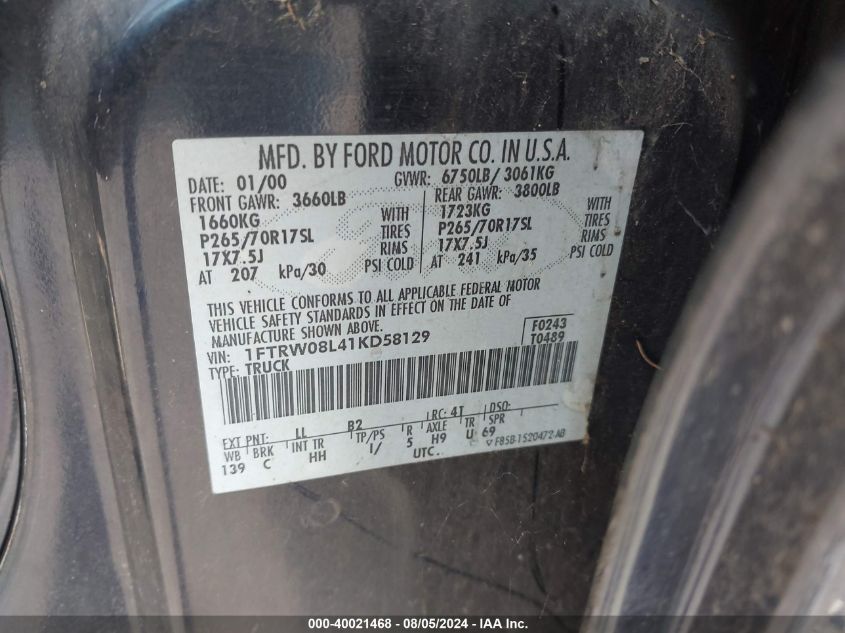 MFD. BY FORD MOTOR CO. IN U.S.A.
DATE: 01/00 GVWR: 6750LB/ 3061KG
FRONT GAWR: 3660LB REAR GAWR: 3800LB
1660KG WITH 1723KG WITH
P265/70R17SL TIRES P265/70R17SL TIRES
17X7.5J RIMS 17X7.5J RIMS
AT 207 kPa/30 PSI COLD AT 241 kPa/35 PSI COLD
THIS VEHICLE CONFORMS TO ALL APPLICABLE FEDERAL MOTOR
VEHICLE SAFETY STANDARDS IN EFFECT ON THE DATE OF
MANUFACTURE SHOWN ABOVE.
VIN: 1FTRW08L41KD58129 F0243
TYPE: TRUCK T0489
EXT PNT: LL B2 LRC: 41 DSO:
WB BRK INT TR TP/PS R AXLE TR SPR
139 C HH 1/ 5 H9 U 69
UTC. ▽ F85B-1520472-AB
000-40021468 - 08/05/2024 - IAA Inc.